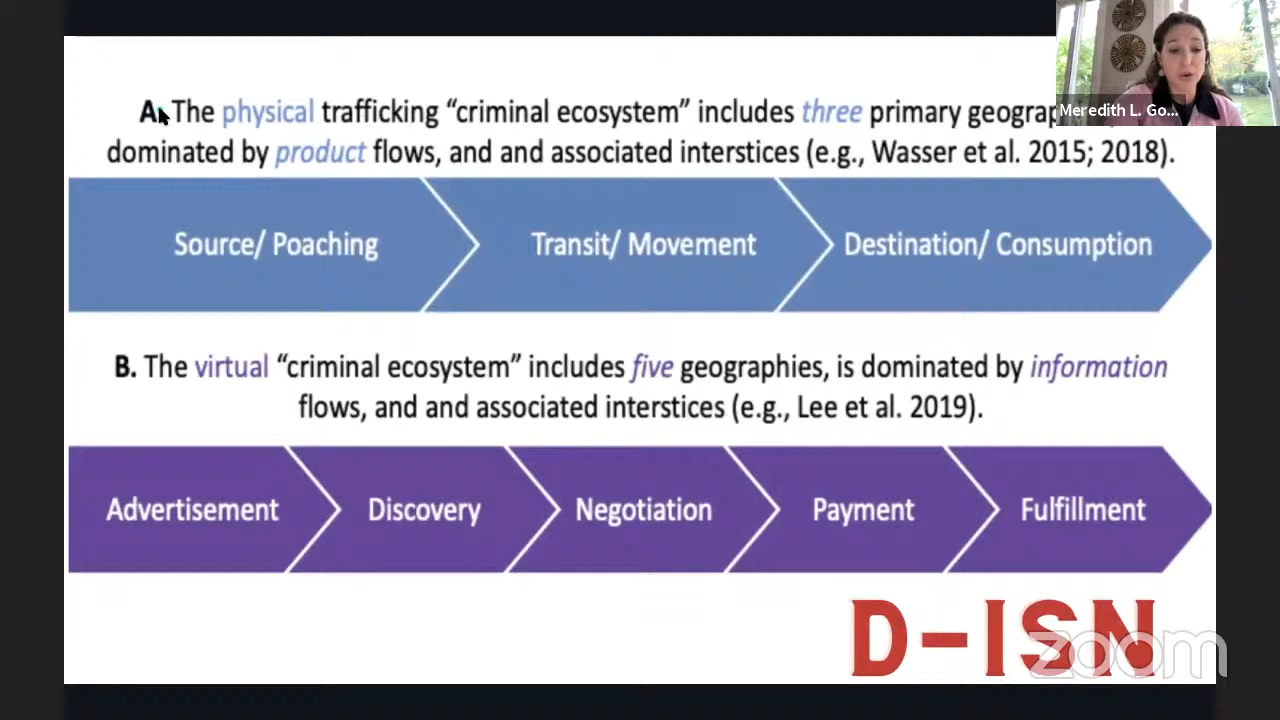 A. The physical trafficking “criminal ecosystem” includes three primary
dominated by product flows, and and associated interstices (e.g., Wasser et al. 2015; 2018).
Source/ Poaching
Transit/ Movement
Destination/ Consumption
B. The virtual “criminal ecosystem” includes five geographies, is dominated by information
flows, and and associated interstices (e.g., Lee et al. 2019).
Advertisement
Discovery
Negotiation
Payment
Fulfillment
D-ISN
zoom
Meredith L. Go...